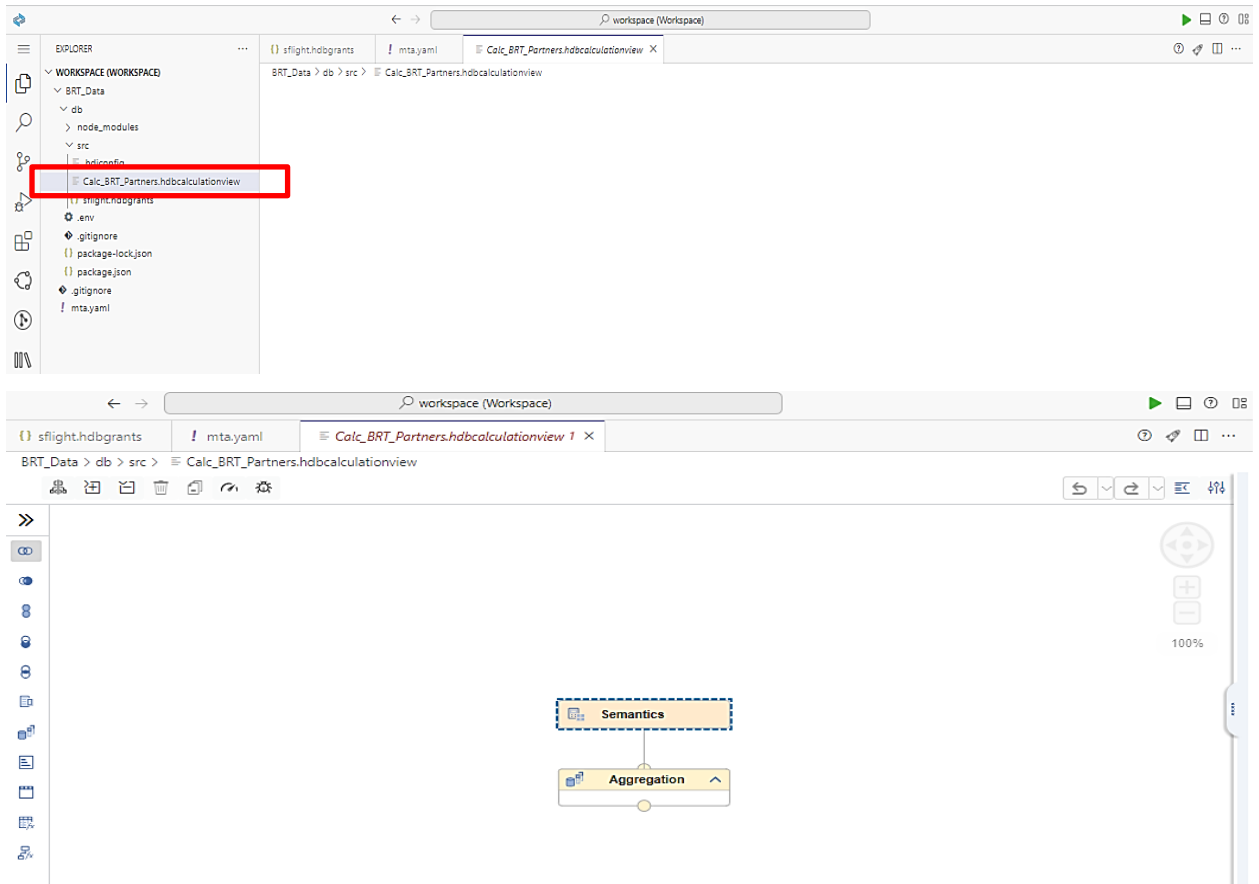 workspace (Workspace)
EXPLORER
{} sflight.hdbgrants
! mta.yaml
Calc_BRT_Partners.hdbcalculationview
WORKSPACE (WORKSPACE)
BRT_Data > db > src > Calc_BRT_Partners.hdbcalculationview
BRT_Data
db
node_modules
src
.hdiconfig
Calc_BRT_Partners.hdbcalculationview
{} sflight.hdbgrants
.env
.gitignore
{} package-lock.json
{} package.json
.gitignore
! mta.yaml
workspace (Workspace)
{} sflight.hdbgrants
! mta.yaml
Calc_BRT_Partners.hdbcalculationview 1
BRT_Data > db > src > Calc_BRT_Partners.hdbcalculationview
100%
Semantics
Aggregation